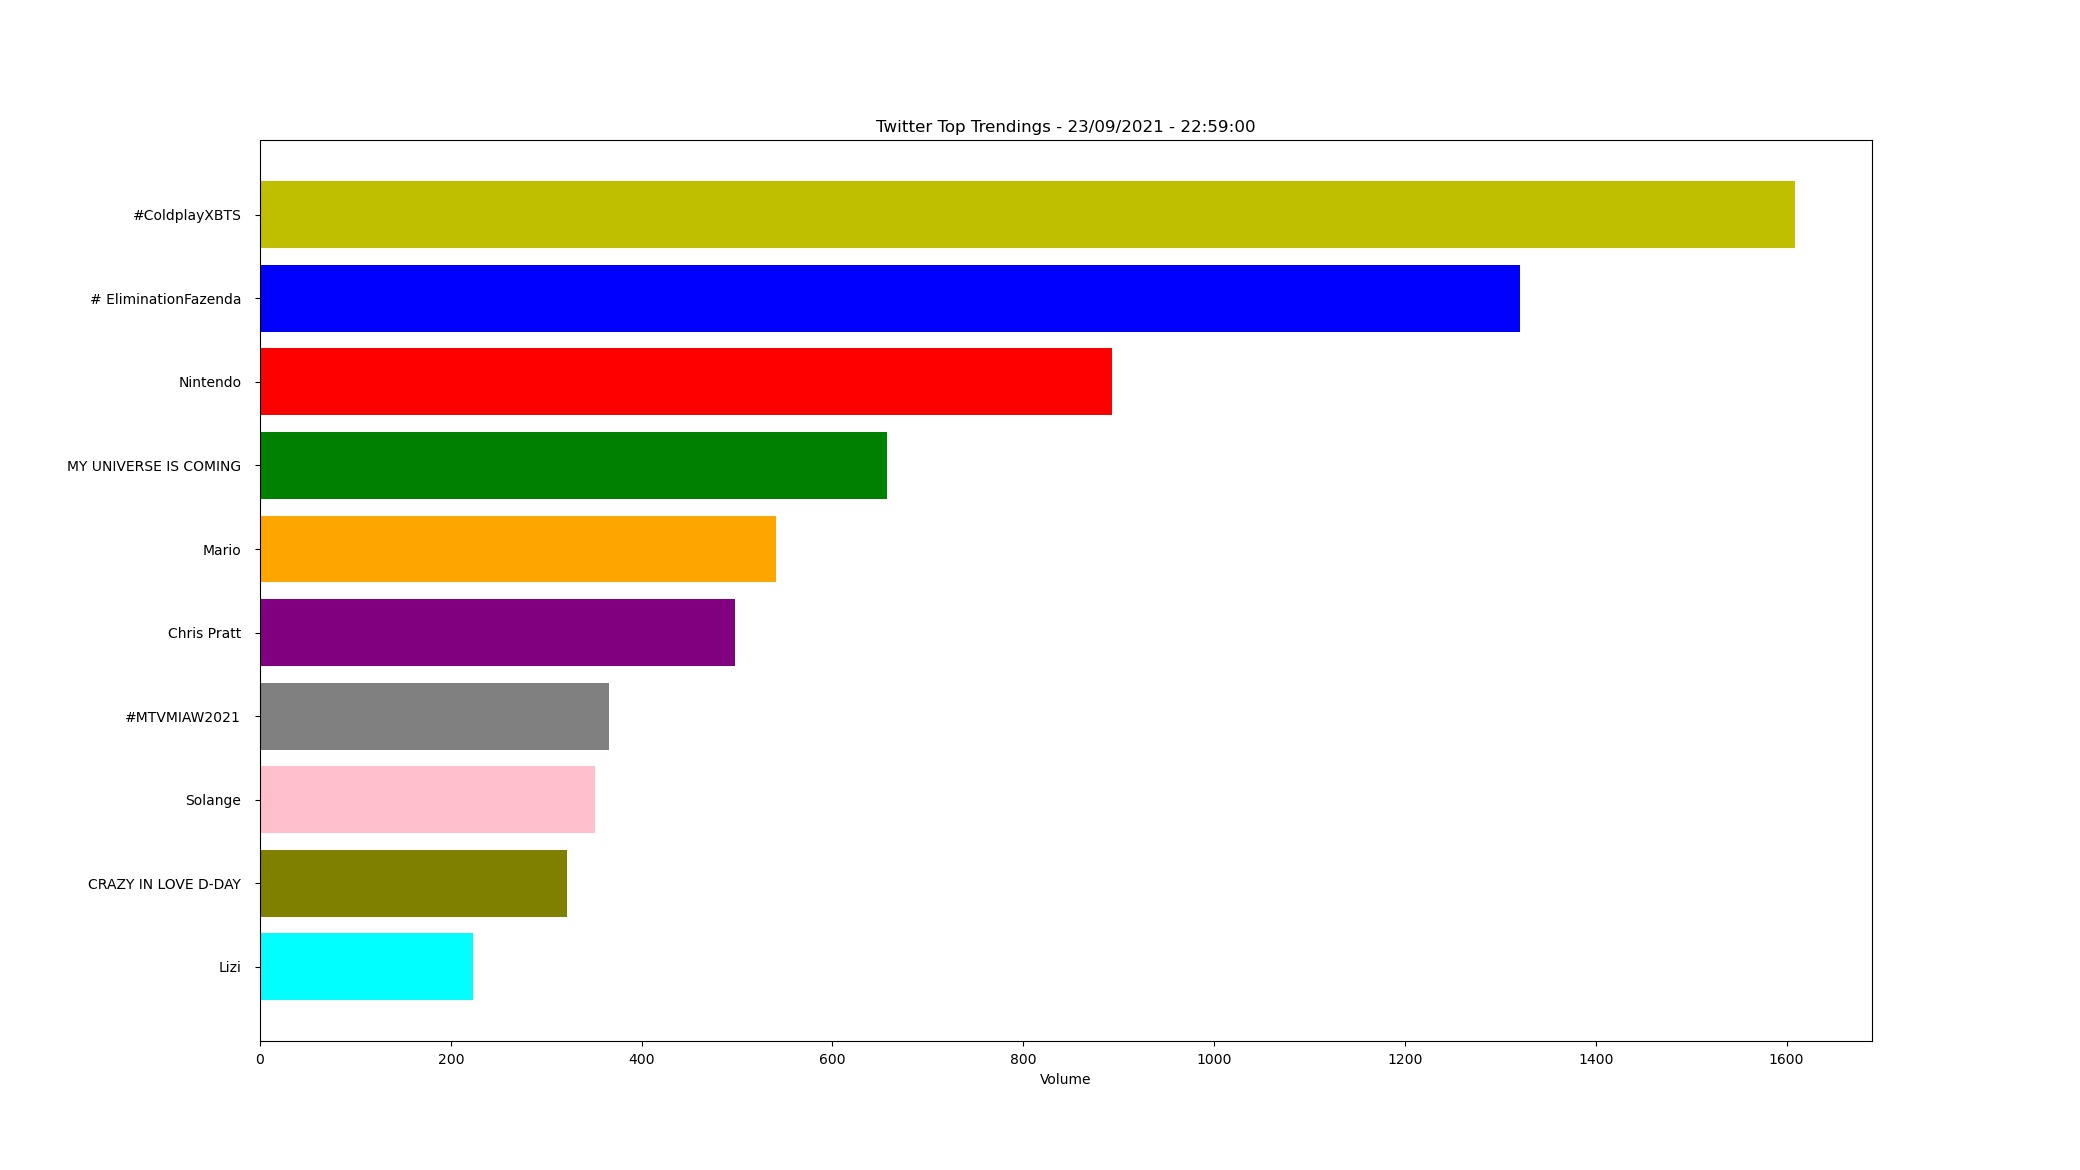 Twitter Top Trendings - 23/09/2021 - 22:59:00
#ColdplayXBTS
# EliminationFazenda
Nintendo
MY UNIVERSE IS COMING
Mario
Chris Pratt
#MTVMIAW2021
Solange
CRAZY IN LOVE D-DAY
Lizi
0 200 400 600 800 1000 1200 1400 1600
Volume